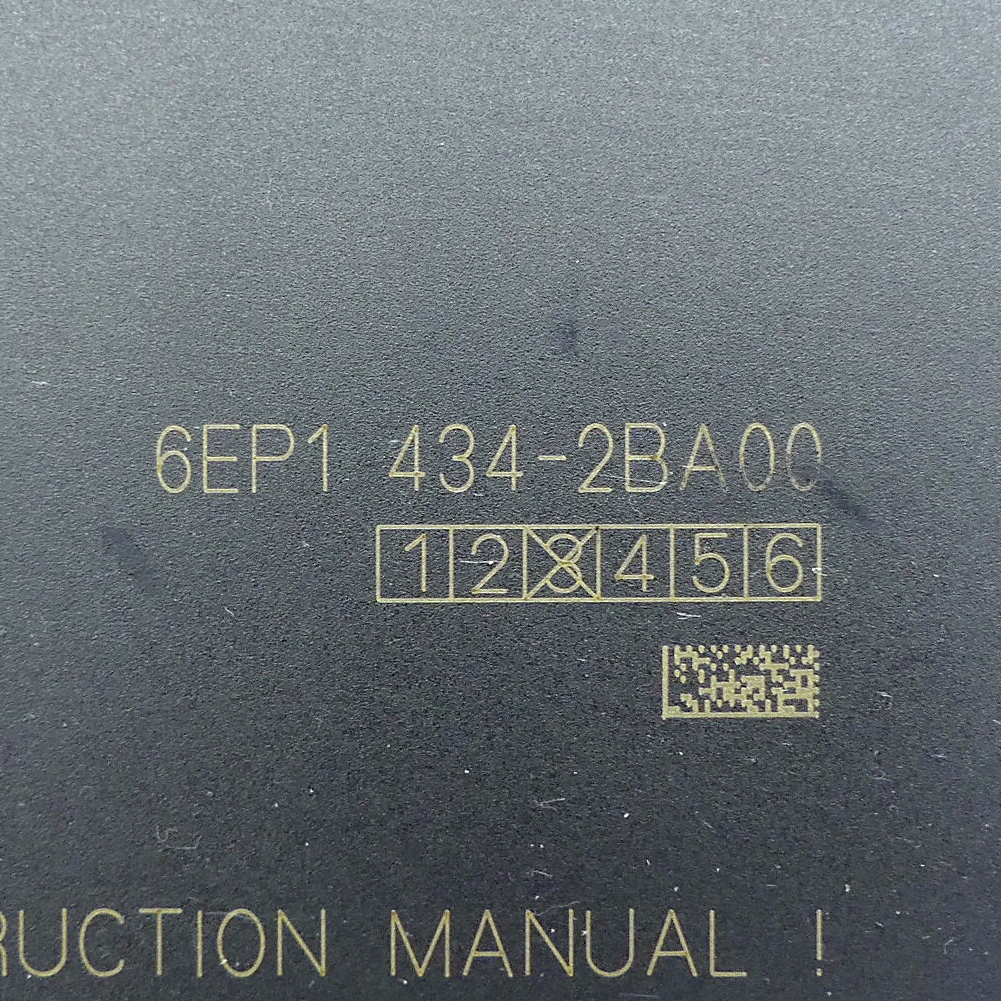 6EP1 434-2BA00
1 2 3 4 5 6
RUCTION MANUAL !